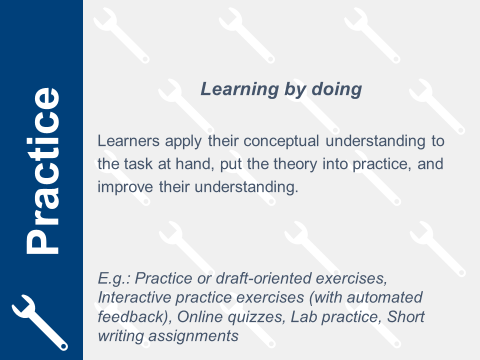 Practice
Learning by doing
Learners apply their conceptual understanding to
the task at hand, put the theory into practice, and
improve their understanding.
E.g.: Practice or draft-oriented exercises,
Interactive practice exercises (with automated
feedback), Online quizzes, Lab practice, Short
writing assignments